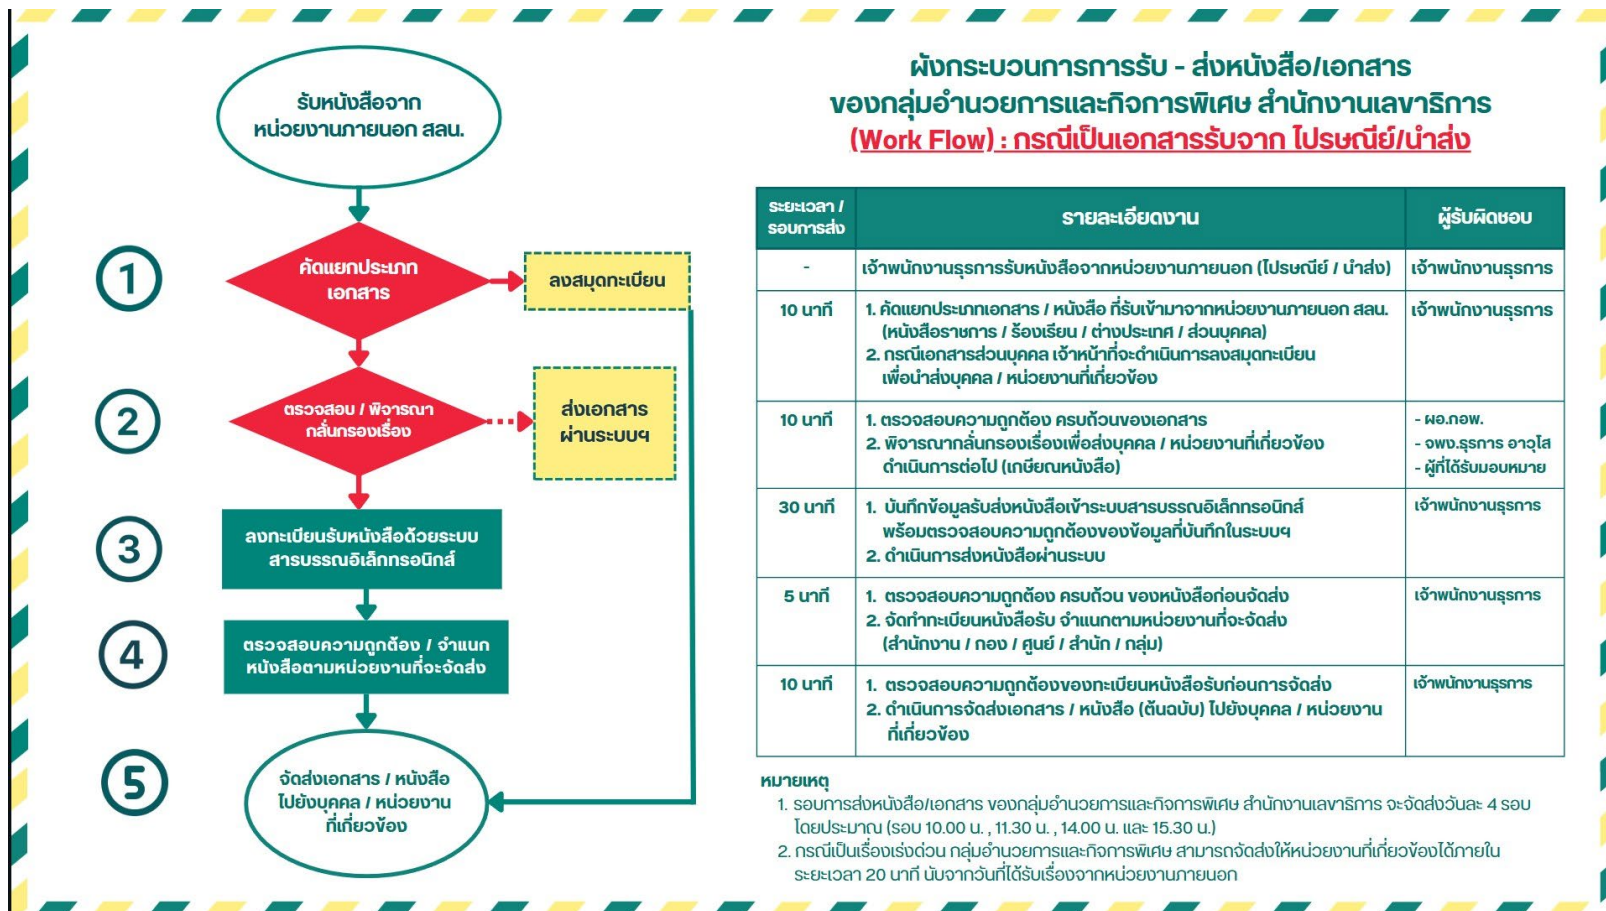 รับหนังสือจาก
หน่วยงานภายนอก สลน.
1
คัดแยกประเภท
เอกสาร
ลงสมุดทะเบียน
2
ตรวจสอบ / พิจารณา
กลั่นกรองเรื่อง
ส่งเอกสาร
ผ่านระบบฯ
3
ลงทะเบียนรับหนังสือด้วยระบบ
สารบรรณอิเล็กทรอนิกส์
4
ตรวจสอบความถูกต้อง / จำแนก
หนังสือตามหน่วยงานที่จะจัดส่ง
5
จัดส่งเอกสาร / หนังสือ
ไปยังบุคคล / หน่วยงาน
ที่เกี่ยวข้อง
ผังกระบวนการการรับ - ส่งหนังสือ/เอกสาร
ของกลุ่มอำนวยการและกิจการพิเศษ สำนักงานเลขาธิการ
(Work Flow) : กรณีเป็นเอกสารรับจาก ไปรษณีย์/นำส่ง
ระยะเวลา /
รอบการส่ง
รายละเอียดงาน
ผู้รับผิดชอบ
-
เจ้าพนักงานธุรการรับหนังสือจากหน่วยงานภายนอก (ไปรษณีย์ / นำส่ง)
เจ้าพนักงานธุรการ
10 นาที
1. คัดแยกประเภทเอกสาร / หนังสือ ที่รับเข้ามาจากหน่วยงานภายนอก สลน.
(หนังสือราชการ / ร้องเรียน / ต่างประเทศ / ส่วนบุคคล)
2. กรณีเอกสารส่วนบุคคล เจ้าหน้าที่จะดำเนินการลงสมุดทะเบียน
เพื่อนำส่งบุคคล / หน่วยงานที่เกี่ยวข้อง
เจ้าพนักงานธุรการ
10 นาที
1. ตรวจสอบความถูกต้อง ครบถ้วนของเอกสาร
2. พิจารณากลั่นกรองเรื่องเพื่อส่งบุคคล / หน่วยงานที่เกี่ยวข้อง
ดำเนินการต่อไป (เกษียณหนังสือ)
- ผอ.กอพ.
- จพง.ธุรการ อาวุโส
- ผู้ที่ได้รับมอบหมาย
30 นาที
1. บันทึกข้อมูลรับส่งหนังสือเข้าระบบสารบรรณอิเล็กทรอนิกส์
พร้อมตรวจสอบความถูกต้องของข้อมูลที่บันทึกในระบบฯ
2. ดำเนินการส่งหนังสือผ่านระบบ
เจ้าพนักงานธุรการ
5 นาที
1. ตรวจสอบความถูกต้อง ครบถ้วน ของหนังสือก่อนจัดส่ง
2. จัดทำทะเบียนหนังสือรับ จำแนกตามหน่วยงานที่จะจัดส่ง
(สำนักงาน / กอง / ศูนย์ / สำนัก / กลุ่ม)
เจ้าพนักงานธุรการ
10 นาที
1. ตรวจสอบความถูกต้องของทะเบียนหนังสือรับก่อนการจัดส่ง
2. ดำเนินการจัดส่งเอกสาร / หนังสือ (ต้นฉบับ) ไปยังบุคคล / หน่วยงาน
ที่เกี่ยวข้อง
เจ้าพนักงานธุรการ
หมายเหตุ
1. รอบการส่งหนังสือ/เอกสาร ของกลุ่มอำนวยการและกิจการพิเศษ สำนักงานเลขาธิการ จะจัดส่งวันละ 4 รอบ
โดยประมาณ (รอบ 10.00 น. , 11.30 น. , 14.00 น. และ 15.30 น.)
2. กรณีเป็นเรื่องเร่งด่วน กลุ่มอำนวยการและกิจการพิเศษ สามารถจัดส่งให้หน่วยงานที่เกี่ยวข้องได้ภายใน
ระยะเวลา 20 นาที นับจากวันที่ได้รับเรื่องจากหน่วยงานภายนอก